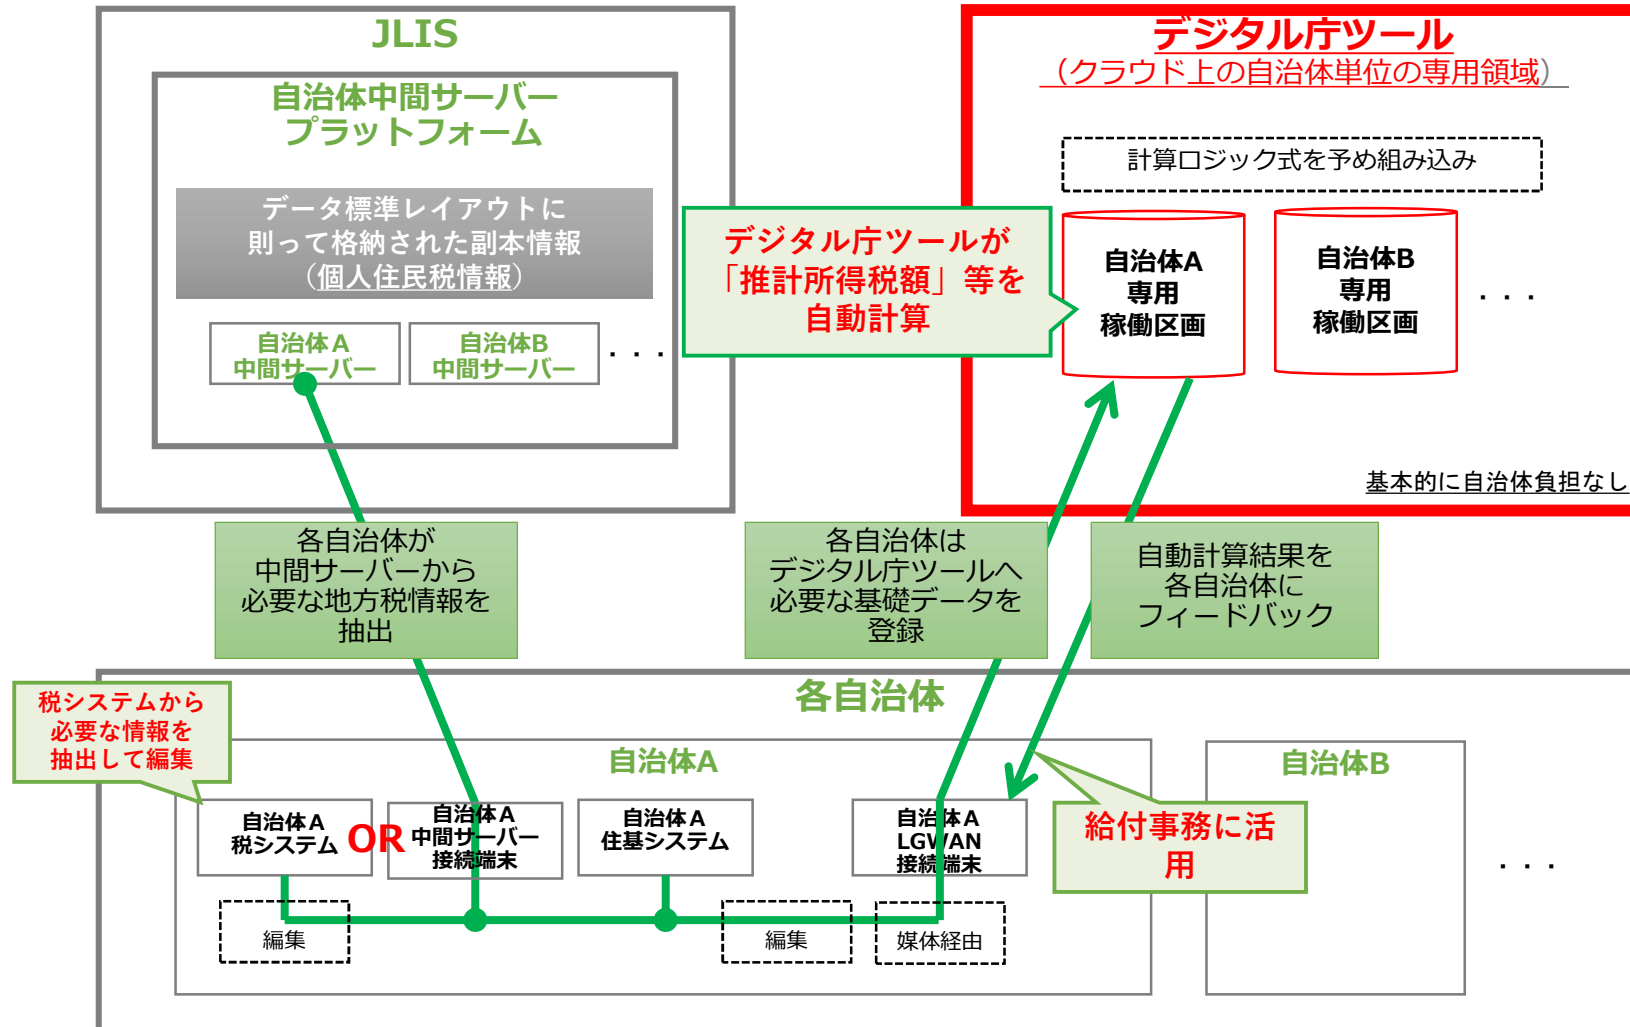 JLIS
自治体中間サーバー
プラットフォーム
データ標準レイアウトに
則って格納された副本情報
（個人住民税情報）
自治体A
中間サーバー
自治体B
中間サーバー
・・・
デジタル庁ツール
（クラウド上の自治体単位の専用領域）
計算ロジック式を予め組み込み
デジタル庁ツールが
「推計所得税額」等を
自動計算
自治体A
専用
稼働区画
自治体B
専用
稼働区画
・・・
基本的に自治体負担なし
各自治体が
中間サーバーから
必要な地方税情報を
抽出
各自治体は
デジタル庁ツールへ
必要な基礎データを
登録
自動計算結果を
各自治体に
フィードバック
各自治体
税システムから
必要な情報を
抽出して編集
自治体A
自治体A
税システム
OR
自治体A
中間サーバー
接続端末
自治体A
住基システム
自治体A
LGWAN
接続端末
給付事務に活
用
編集
編集
媒体経由
自治体B
・・・